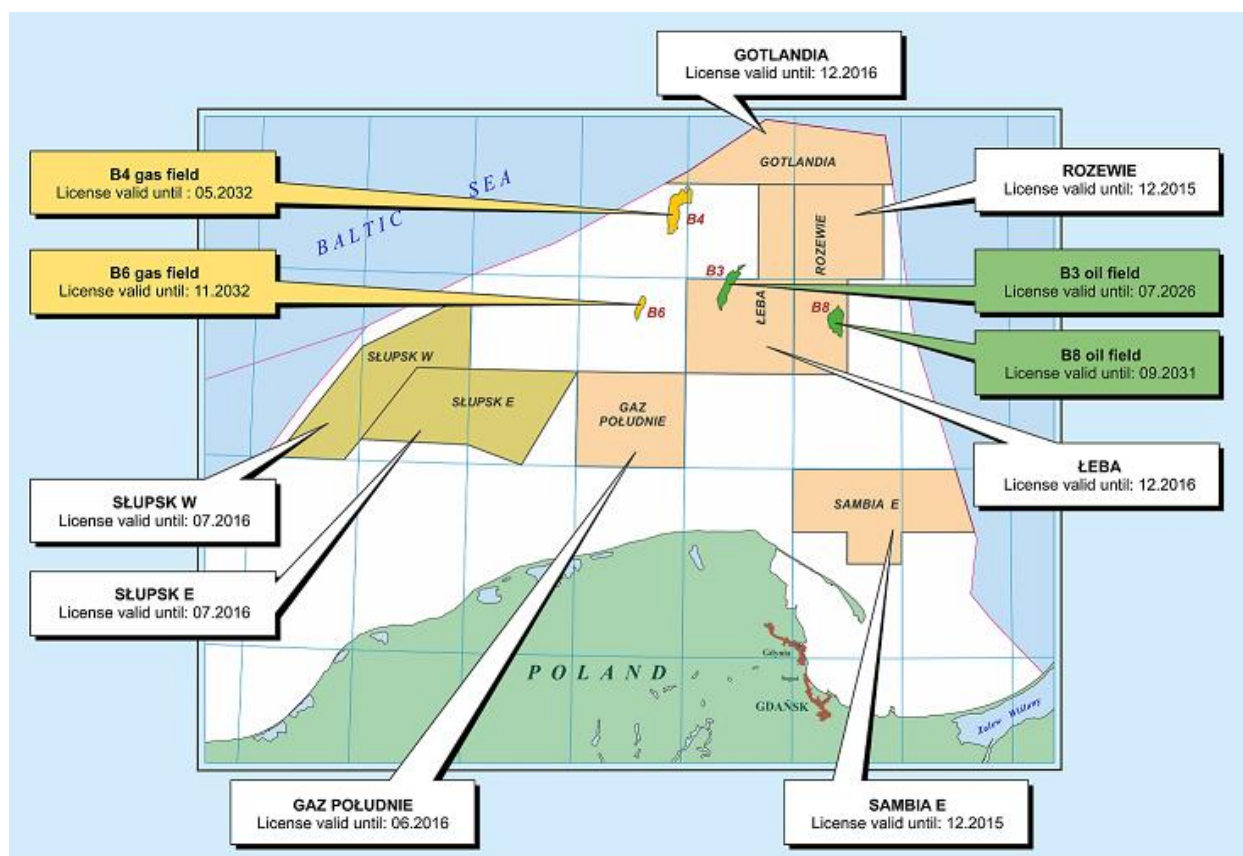 GOTLANDIA
License valid until: 12.2016
B4 gas field
License valid until : 05.2032
ROZEWIE
License valid until: 12.2015
B6 gas field
License valid until: 11.2032
B3 oil field
License valid until: 07.2026
B8 oil field
License valid until: 09.2031
SŁUPSK W
License valid until: 07.2016
ŁEBA
License valid until: 12.2016
SŁUPSK E
License valid until: 07.2016
GAZ POŁUDNIE
License valid until: 06.2016
SAMBIA E
License valid until: 12.2015
BALTIC SEA
GOTLANDIA
ROZEWIE
B4
B3
B6
ŁEBA
B8
SŁUPSK W
SŁUPSK E
GAZ
POŁUDNIE
SAMBIA E
POLAND
Gdynia
Sopot
GDAŃSK
Zalew Wiślany